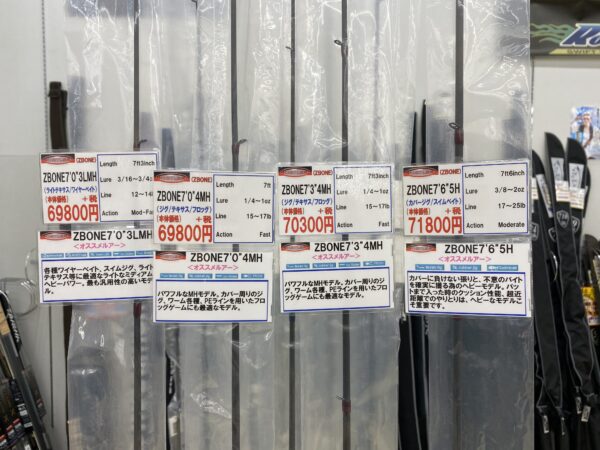 (ZBONE)
ZBONE7'0"3LMH
(ライトテキサス/ワイヤーベイト)
(本体価格) +税
69800円
Length 7ft3inch
Lure 3/16~3/4o
Line 12~14
Action Mod-Fas
ZBONE7'0"3LMH
<オススメルアー>
各種ワイヤーベイト、スイムジグ、ライト
テキサス等に最適なライトとミディアム
ヘビーパワー。最も汎用性の高いモデ
ル。
(ZBONE)
ZBONE7'0"4MH
(ジグ/テキサス/フロッグ)
(本体価格) +税
69800円
Length 7ft
Lure 1/4~1oz
Line 15~17lb
Action Fast
ZBONE7'0"4MH
<オススメルアー>
パワフルなMHモデル。カバー周りのジ
グ、ワーム各種、PEラインを用いたフロッ
グゲームにも最適なモデル。
(ZBONE)
ZBONE7'3"4MH
(ジグ/テキサス/フロッグ)
(本体価格) +税
70300円
Length 7ft3inch
Lure 1/4~1oz
Line 15~17lb
Action Fast
ZBONE7'3"4MH
<オススメルアー>
パワフルなMHモデル。カバー周りのジ
グ、ワーム各種、PEラインを用いたフロッ
グゲームにも最適なモデル。
(ZBONE)
ZBONE7'6"5H
(カバージグ/スイムベイト)
(本体価格) +税
71800円
Length 7ft6inch
Lure 3/8~2oz
Line 17~25lb
Action Moderate
ZBONE7'6"5H
<オススメルアー>
カバーに負けない張りと、不意のバイト
を確実に獲る為のヘビーモデル。バッ
トまで入った時のクッション性能、超近
距離でのやりとりは、ヘビーモデルこ
そ重要です。